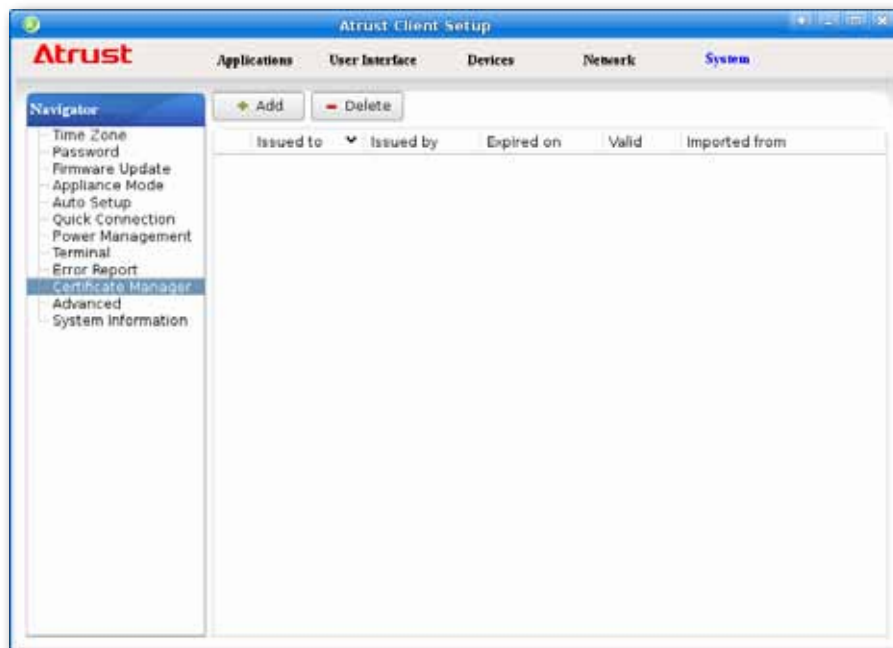 Atrust Client Setup
Atrust
Applications User Interface Devices Network System
Navigator
Add Delete
Issued to Issued by Expired on Valid Imported from
Time Zone
Password
Firmware Update
Appliance Mode
Auto Setup
Quick Connection
Power Management
Terminal
Error Report
Certificate Manager
Advanced
System Information